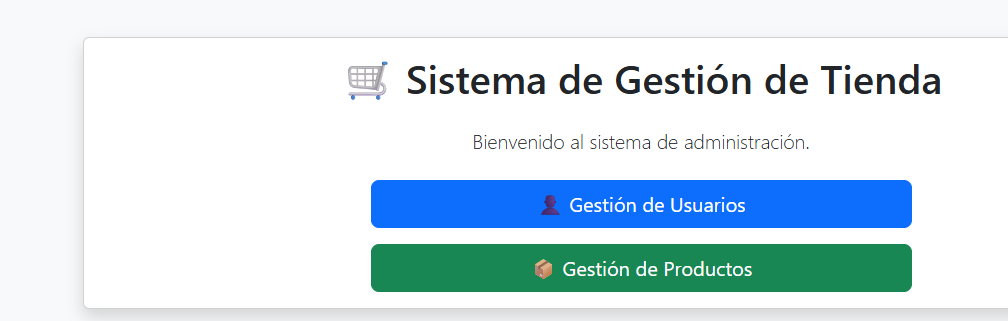 🛒 Sistema de Gestión de Tienda
Bienvenido al sistema de administración.
👤 Gestión de Usuarios
📦 Gestión de Productos